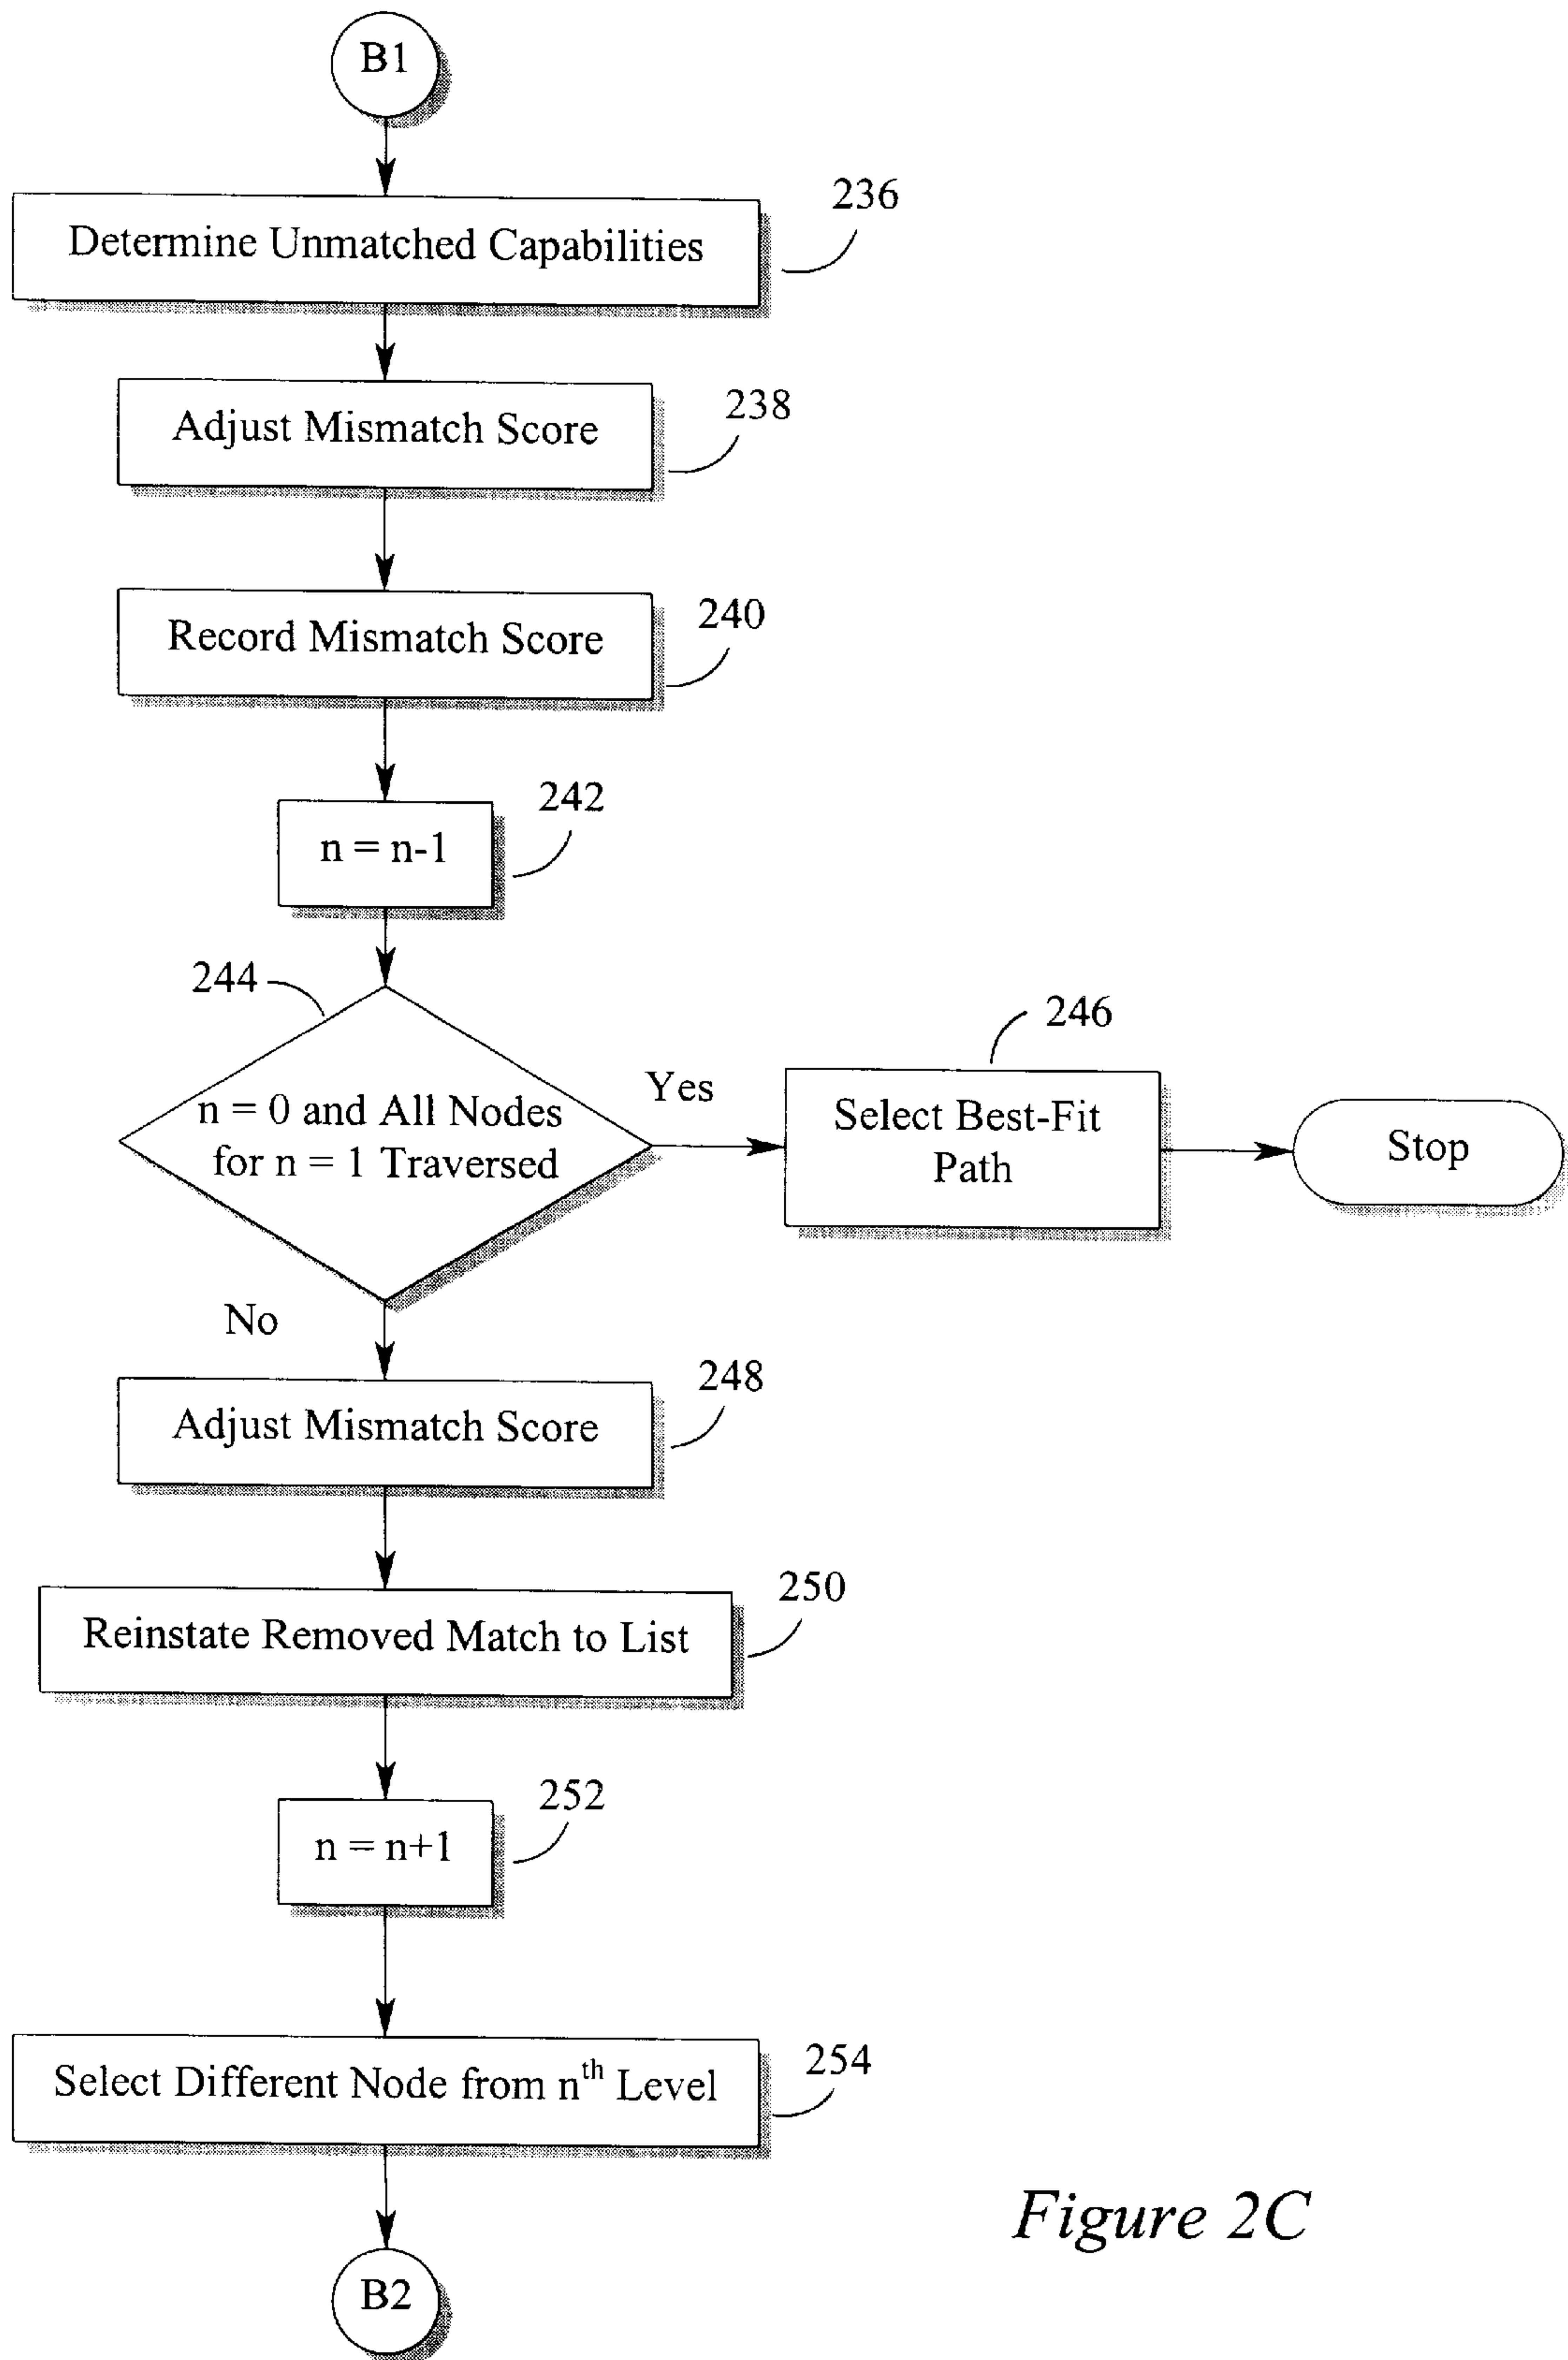 B1
236
Determine Unmatched Capabilities
238
Adjust Mismatch Score
240
Record Mismatch Score
242
n = n-1
244
246
Yes
n = 0 and All Nodes
for n = 1 Traversed
Select Best-Fit
Path
Stop
No
248
Adjust Mismatch Score
250
Reinstate Removed Match to List
252
n = n+1
254
Select Different Node from nth Level
Figure 2C
B2